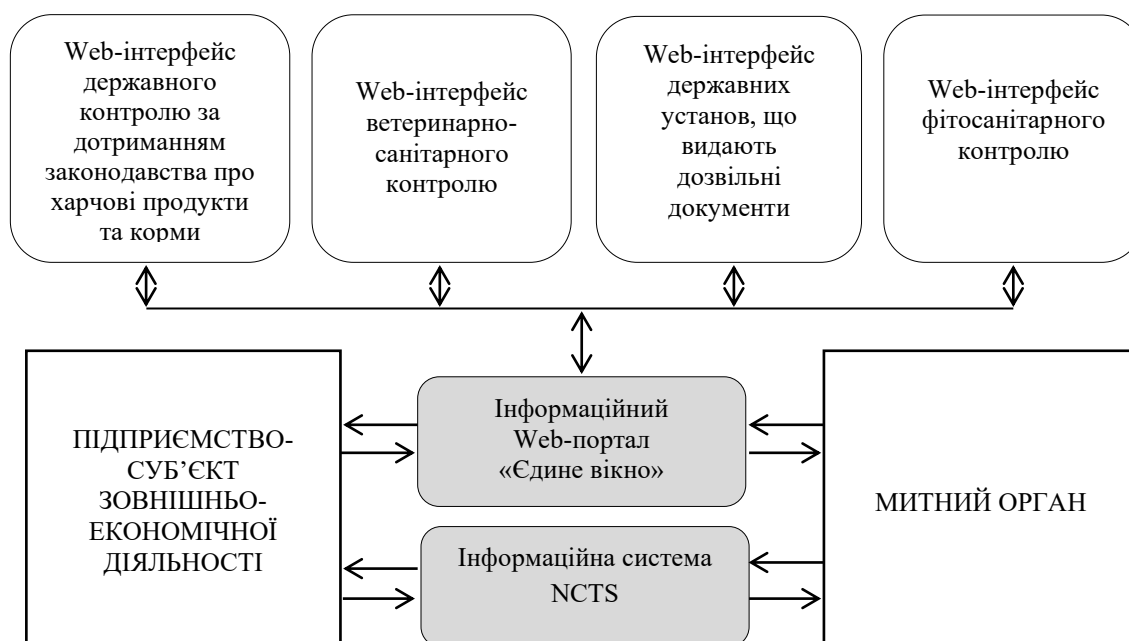 Web-інтерфейс
державного
контролю за
дотриманням
законодавства про
харчові продукти
та корми
Web-інтерфейс
ветеринарно-
санітарного
контролю
Web-інтерфейс
державних
установ, що
видають
дозвільні
документи
Web-інтерфейс
фітосанітарного
контролю
ПІДПРИЄМСТВО-
СУБ’ЄКТ
ЗОВНІШНЬО-
ЕКОНОМІЧНОЇ
ДІЯЛЬНОСТІ
Інформаційний
Web-портал
«Єдине вікно»
Інформаційна система
NCTS
МИТНИЙ ОРГАН